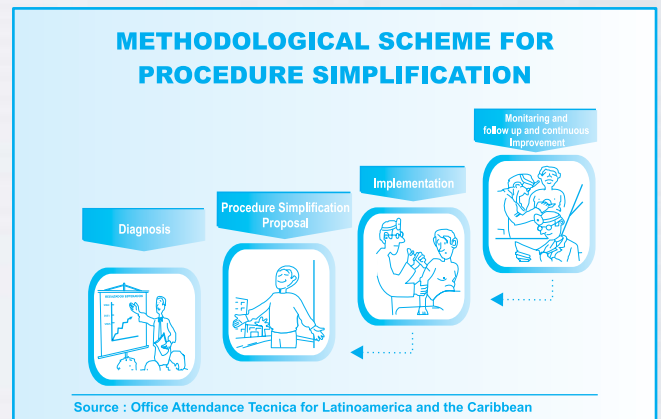 METHODOLOGICAL SCHEME FOR
PROCEDURE SIMPLIFICATION
Monitaring and
follow up and continuous
Improvement
Implementation
Procedure Simplification
Proposal
Diagnosis
Source : Office Attendance Tecnica for Latinoamerica and the Caribbean